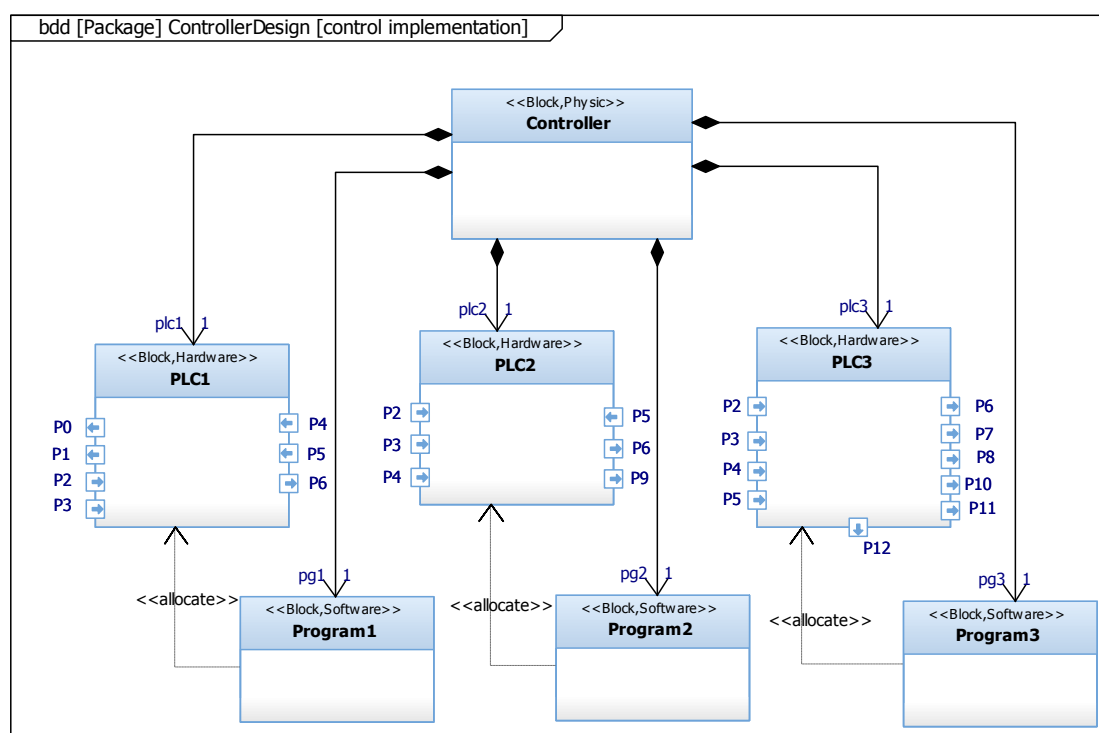 bdd [Package] ControllerDesign [control implementation]
<<Block,Physic>>
Controller
plc1 1
<<Block,Hardware>>
PLC1
P0
P1
P2
P3
P4
P5
P6
plc2 1
<<Block,Hardware>>
PLC2
P2
P3
P4
P5
P6
P9
plc3 1
<<Block,Hardware>>
PLC3
P2
P3
P4
P5
P6
P7
P8
P10
P11
P12
<<allocate>>
pg1 1
<<Block,Software>>
Program1
<<allocate>>
pg2 1
<<Block,Software>>
Program2
<<allocate>>
pg3 1
<<Block,Software>>
Program3